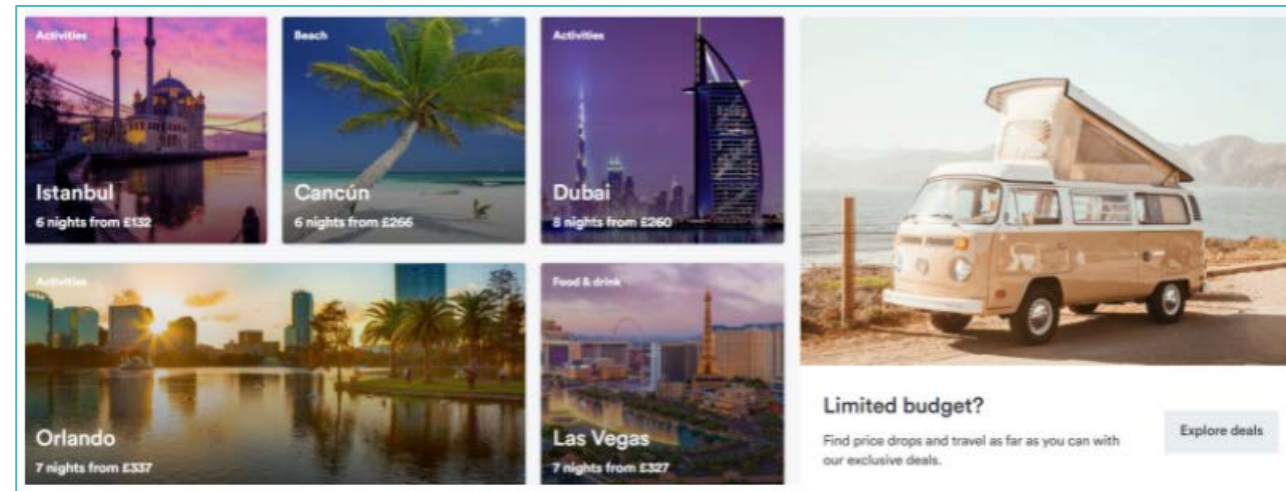 Activities
Istanbul
6 nights from £132
Beach
Cancún
6 nights from £266
Activities
Dubai
8 nights from £260
Activities
Orlando
7 nights from £337
Food & drink
Las Vegas
7 nights from £327
Limited budget?
Find price drops and travel as far as you can with
our exclusive deals.
Explore deals